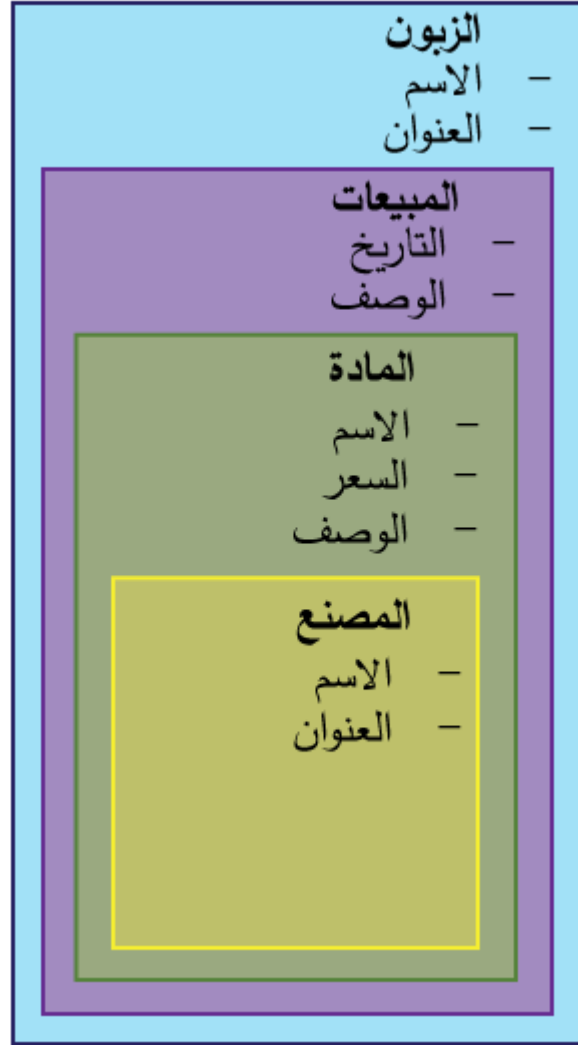 الزبون
– الاسم
– العنوان
المبيعات
– التاريخ
– الوصف
المادة
– الاسم
– السعر
– الوصف
المصنع
– الاسم
– العنوان